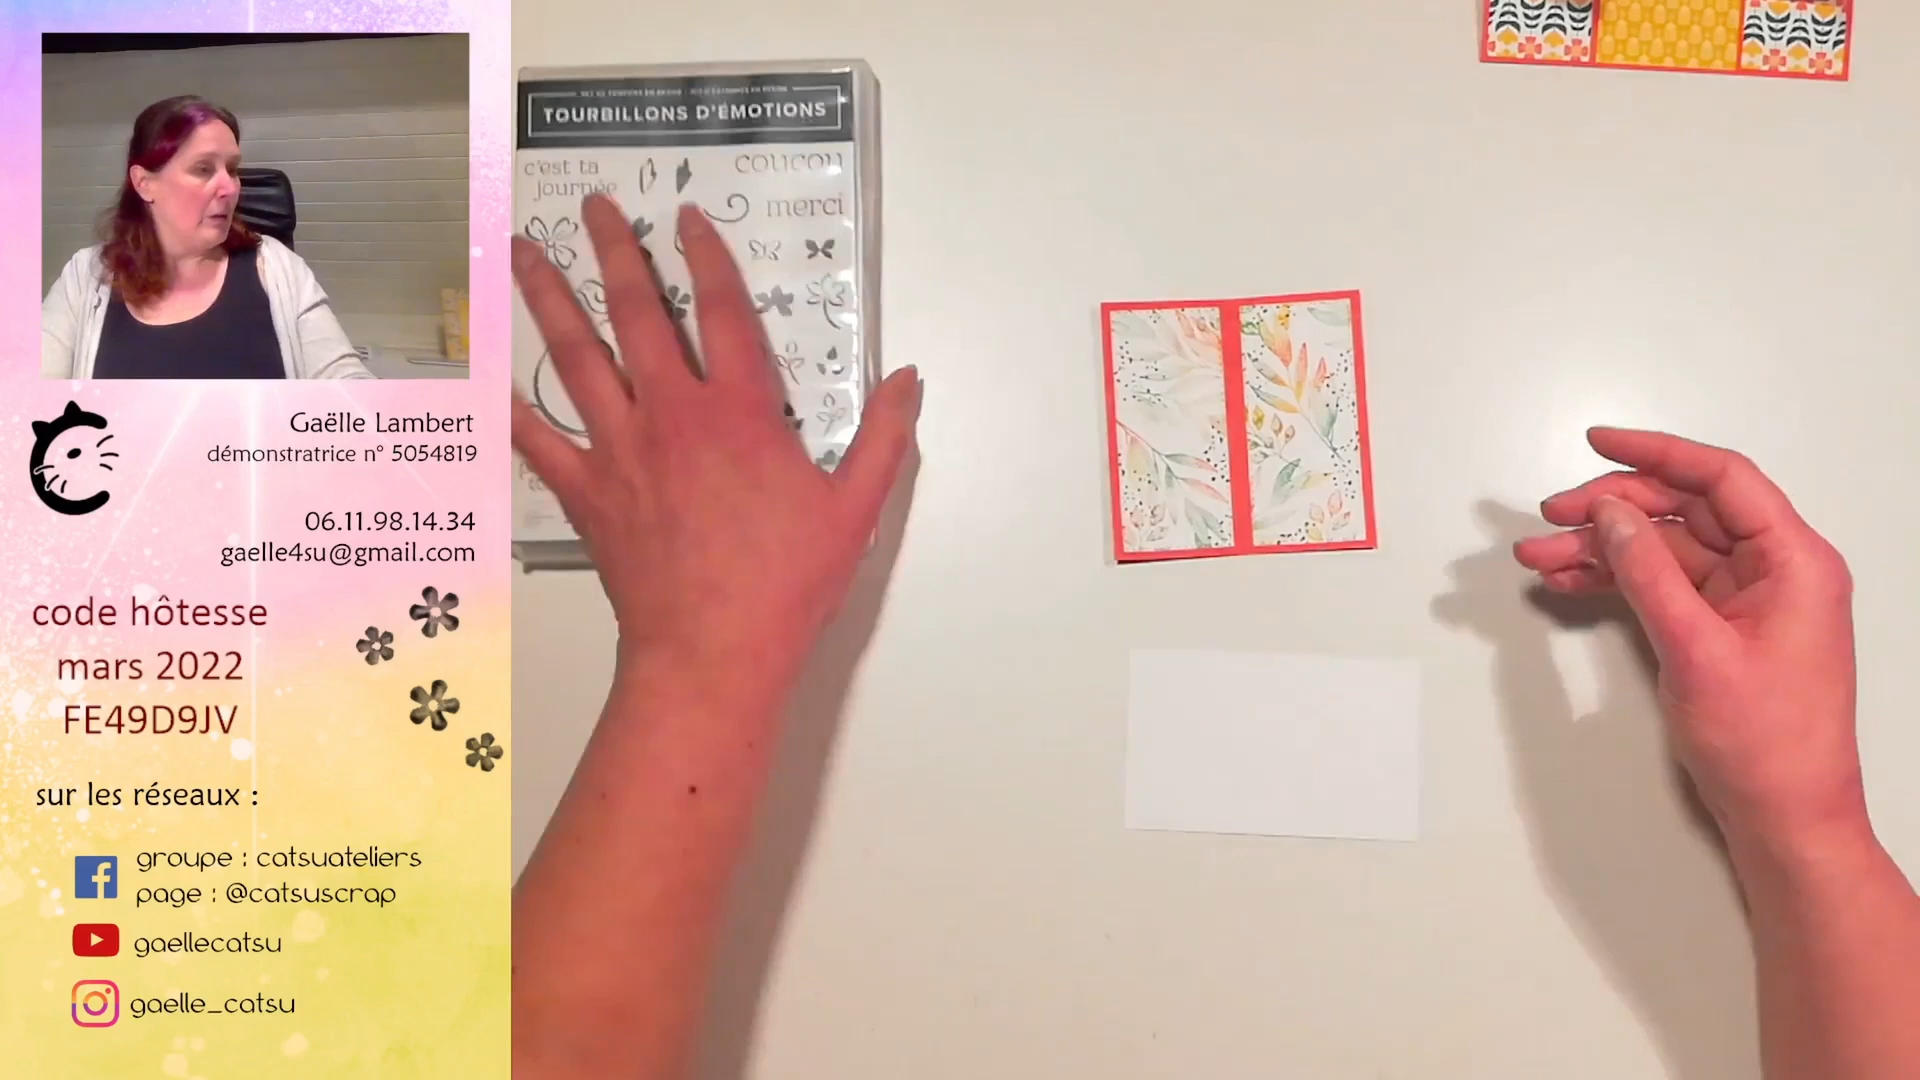 Gaëlle Lambert
démonstratrice n° 5054819
06.11.98.14.34
gaelle4su@gmail.com
code hôtesse
mars 2022
FE49D9JV
sur les réseaux :
groupe : catsuateliers
page : @catsuscrap
gaellecatsu
gaelle_catsu
TOURBILLONS D'ÉMOTIONS
c'est ta
journée
coucou
merci